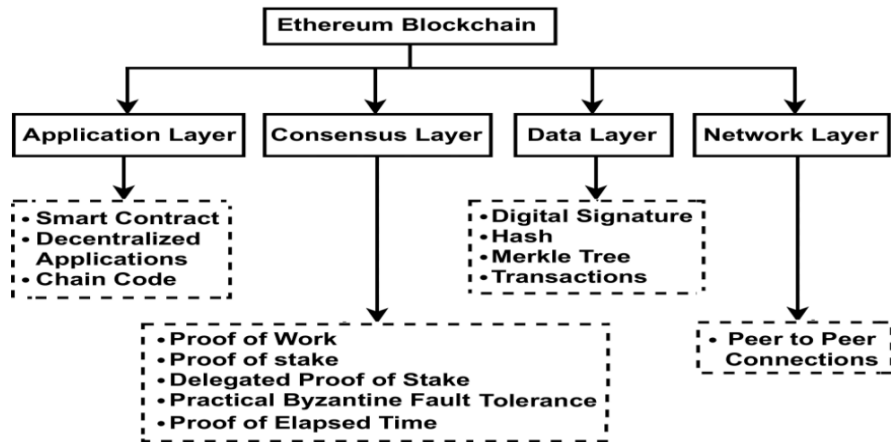 Ethereum Blockchain
Application Layer
Consensus Layer
Data Layer
Network Layer
• Smart Contract
• Decentralized
Applications
• Chain Code
• Digital Signature
• Hash
• Merkle Tree
• Transactions
• Proof of Work
• Proof of stake
• Delegated Proof of Stake
• Practical Byzantine Fault Tolerance
• Proof of Elapsed Time
• Peer to Peer
Connections